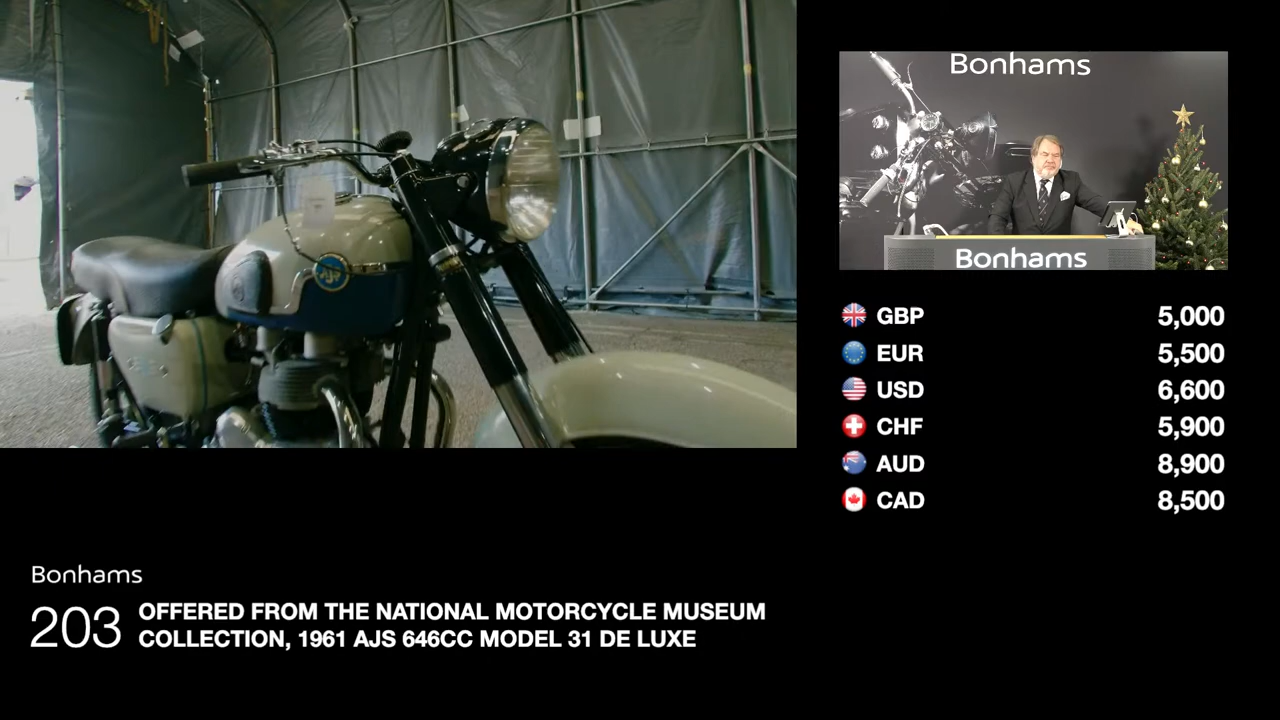 Bonhams
Bonhams
GBP 5,000
EUR 5,500
USD 6,600
CHF 5,900
AUD 8,900
CAD 8,500
Bonhams
203
OFFERED FROM THE NATIONAL MOTORCYCLE MUSEUM
COLLECTION, 1961 AJS 646CC MODEL 31 DE LUXE
AJS